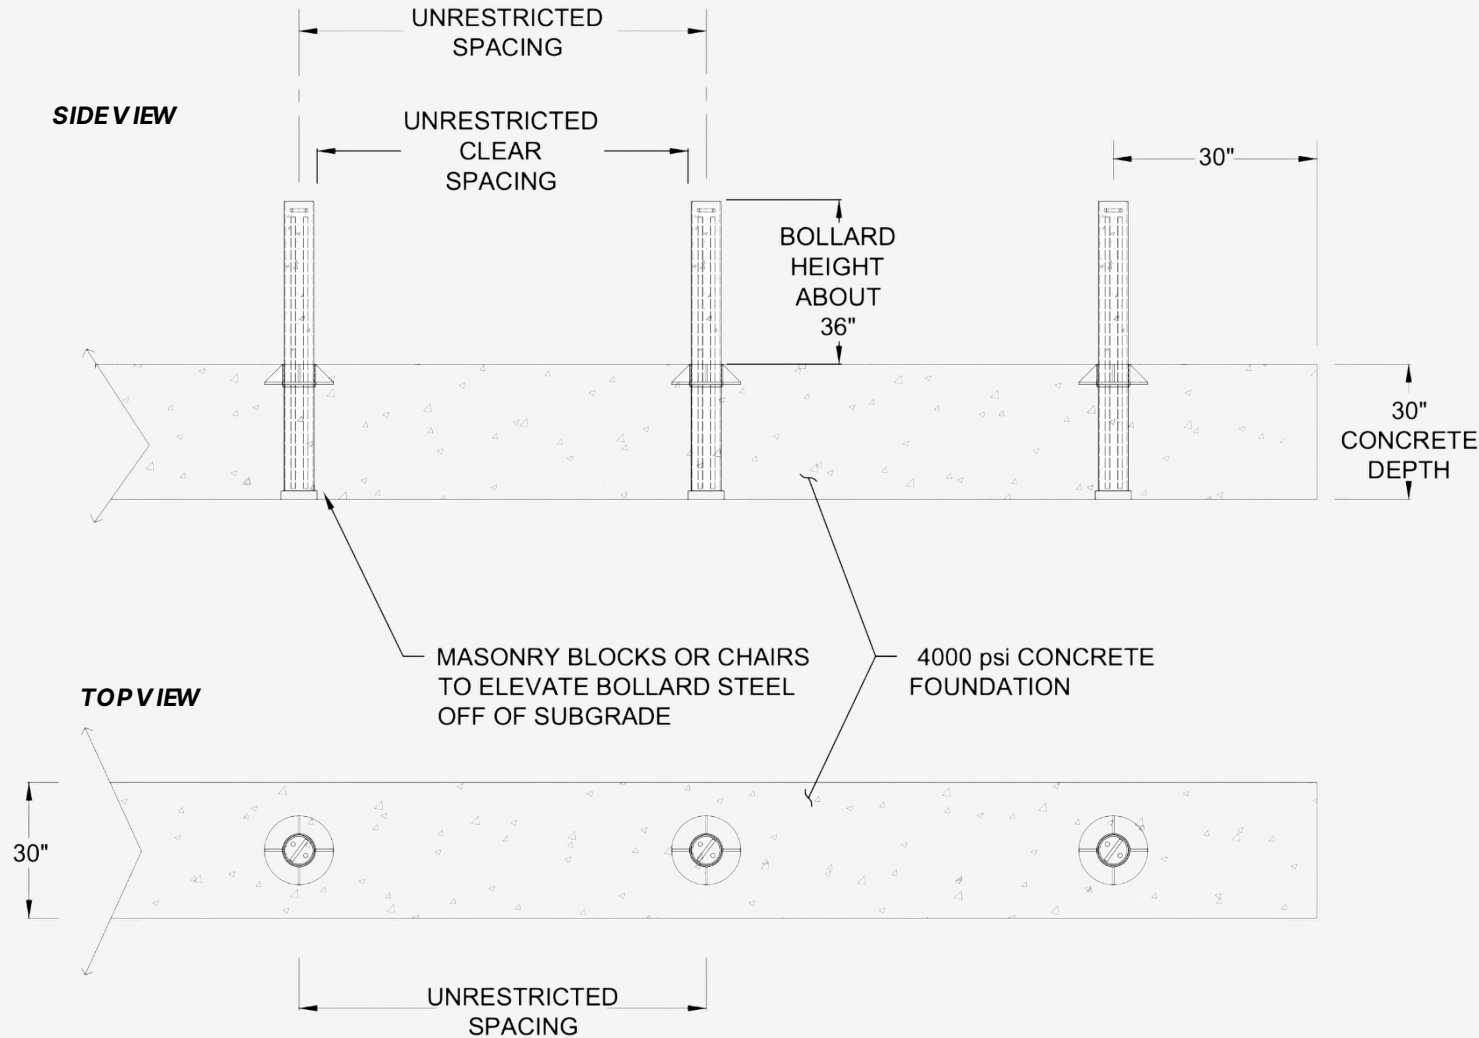 UNRESTRICTED
SPACING
SIDE VIEW
UNRESTRICTED
CLEAR
SPACING
30"
BOLLARD
HEIGHT
ABOUT
36"
30"
CONCRETE
DEPTH
MASONRY BLOCKS OR CHAIRS
TO ELEVATE BOLLARD STEEL
OFF OF SUBGRADE
4000 psi CONCRETE
FOUNDATION
TOP VIEW
30"
UNRESTRICTED
SPACING